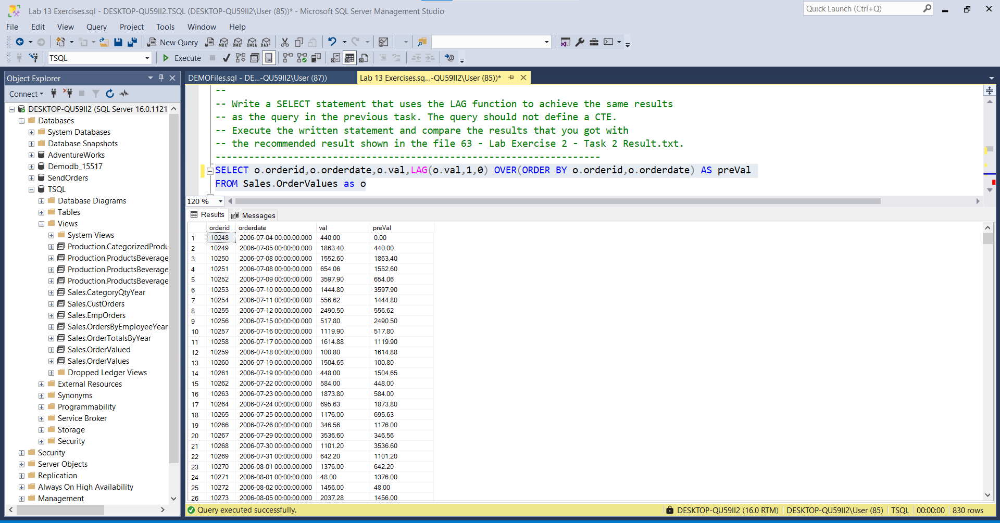 Lab 13 Exercises.sql - DESKTOP-QU59II2.TSQL (DESKTOP-QU59II2\User (85))* - Microsoft SQL Server Management Studio
Quick Launch (Ctrl+Q)
File Edit View Query Project Tools Window Help
New Query
MDX DMX XMLA DAX
TSQL
Execute
Object Explorer
Connect
DESKTOP-QU59II2 (SQL Server 16.0.1121
Databases
System Databases
Database Snapshots
AdventureWorks
Demodb_15517
SendOrders
TSQL
Database Diagrams
Tables
Views
System Views
Production.CategorizedProdu
Production.ProductsBeverage
Production.ProductsBeverage
Production.ProductsBeverage
Sales.CategoryQtyYear
Sales.CustOrders
Sales.EmpOrders
Sales.OrdersByEmployeeYear
Sales.OrderTotalsByYear
Sales.OrderValued
Sales.OrderValues
Dropped Ledger Views
External Resources
Synonyms
Programmability
Service Broker
Storage
Security
Security
Server Objects
Replication
Always On High Availability
Management
DEMOFiles.sql - DE...-QU59II2\User (87))
Lab 13 Exercises.sq...-QU59II2\User (85))*
--
-- Write a SELECT statement that uses the LAG function to achieve the same results
-- as the query in the previous task. The query should not define a CTE.
-- Execute the written statement and compare the results that you got with
-- the recommended result shown in the file 63 - Lab Exercise 2 - Task 2 Result.txt.
---------------------------------------------------------------------
SELECT o.orderid,o.orderdate,o.val,LAG(o.val,1,0) OVER(ORDER BY o.orderid,o.orderdate) AS preVal
FROM Sales.OrderValues as o
120 %
Results Messages
orderid orderdate val preVal
1 10248 2006-07-04 00:00:00.000 440.00 0.00
2 10249 2006-07-05 00:00:00.000 1863.40 440.00
3 10250 2006-07-08 00:00:00.000 1552.60 1863.40
4 10251 2006-07-08 00:00:00.000 654.06 1552.60
5 10252 2006-07-09 00:00:00.000 3597.90 654.06
6 10253 2006-07-10 00:00:00.000 1444.80 3597.90
7 10254 2006-07-11 00:00:00.000 556.62 1444.80
8 10255 2006-07-12 00:00:00.000 2490.50 556.62
9 10256 2006-07-15 00:00:00.000 517.80 2490.50
10 10257 2006-07-16 00:00:00.000 1119.90 517.80
11 10258 2006-07-17 00:00:00.000 1614.88 1119.90
12 10259 2006-07-18 00:00:00.000 100.80 1614.88
13 10260 2006-07-19 00:00:00.000 1504.65 100.80
14 10261 2006-07-19 00:00:00.000 448.00 1504.65
15 10262 2006-07-22 00:00:00.000 584.00 448.00
16 10263 2006-07-23 00:00:00.000 1873.80 584.00
17 10264 2006-07-24 00:00:00.000 695.63 1873.80
18 10265 2006-07-25 00:00:00.000 1176.00 695.63
19 10266 2006-07-26 00:00:00.000 346.56 1176.00
20 10267 2006-07-29 00:00:00.000 3536.60 346.56
21 10268 2006-07-30 00:00:00.000 1101.20 3536.60
22 10269 2006-07-31 00:00:00.000 642.20 1101.20
23 10270 2006-08-01 00:00:00.000 1376.00 642.20
24 10271 2006-08-01 00:00:00.000 48.00 1376.00
25 10272 2006-08-02 00:00:00.000 1456.00 48.00
26 10273 2006-08-05 00:00:00.000 2037.28 1456.00
Query executed successfully.
DESKTOP-QU59II2 (16.0 RTM) DESKTOP-QU59II2\User (85) TSQL 00:00:00 830 rows